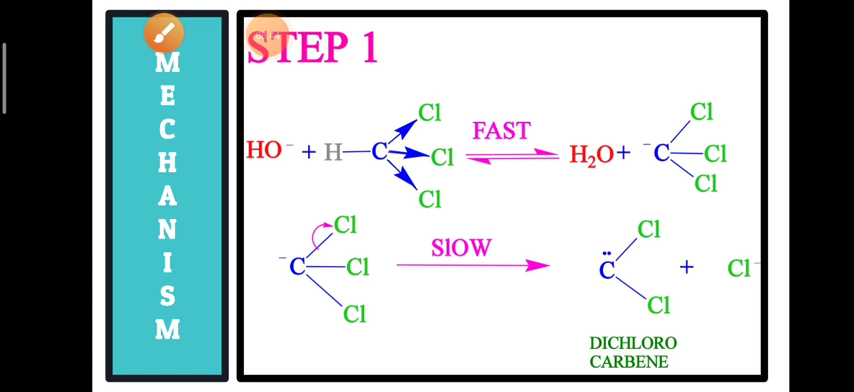 MECHANISM
STEP 1
Cl
HO⁻ + H—C Cl FAST H₂O + ⁻C Cl
Cl
Cl
Cl
Cl
⁻C Cl SlOW C̈ + Cl⁻
Cl
Cl
Cl
DICHLORO
CARBENE